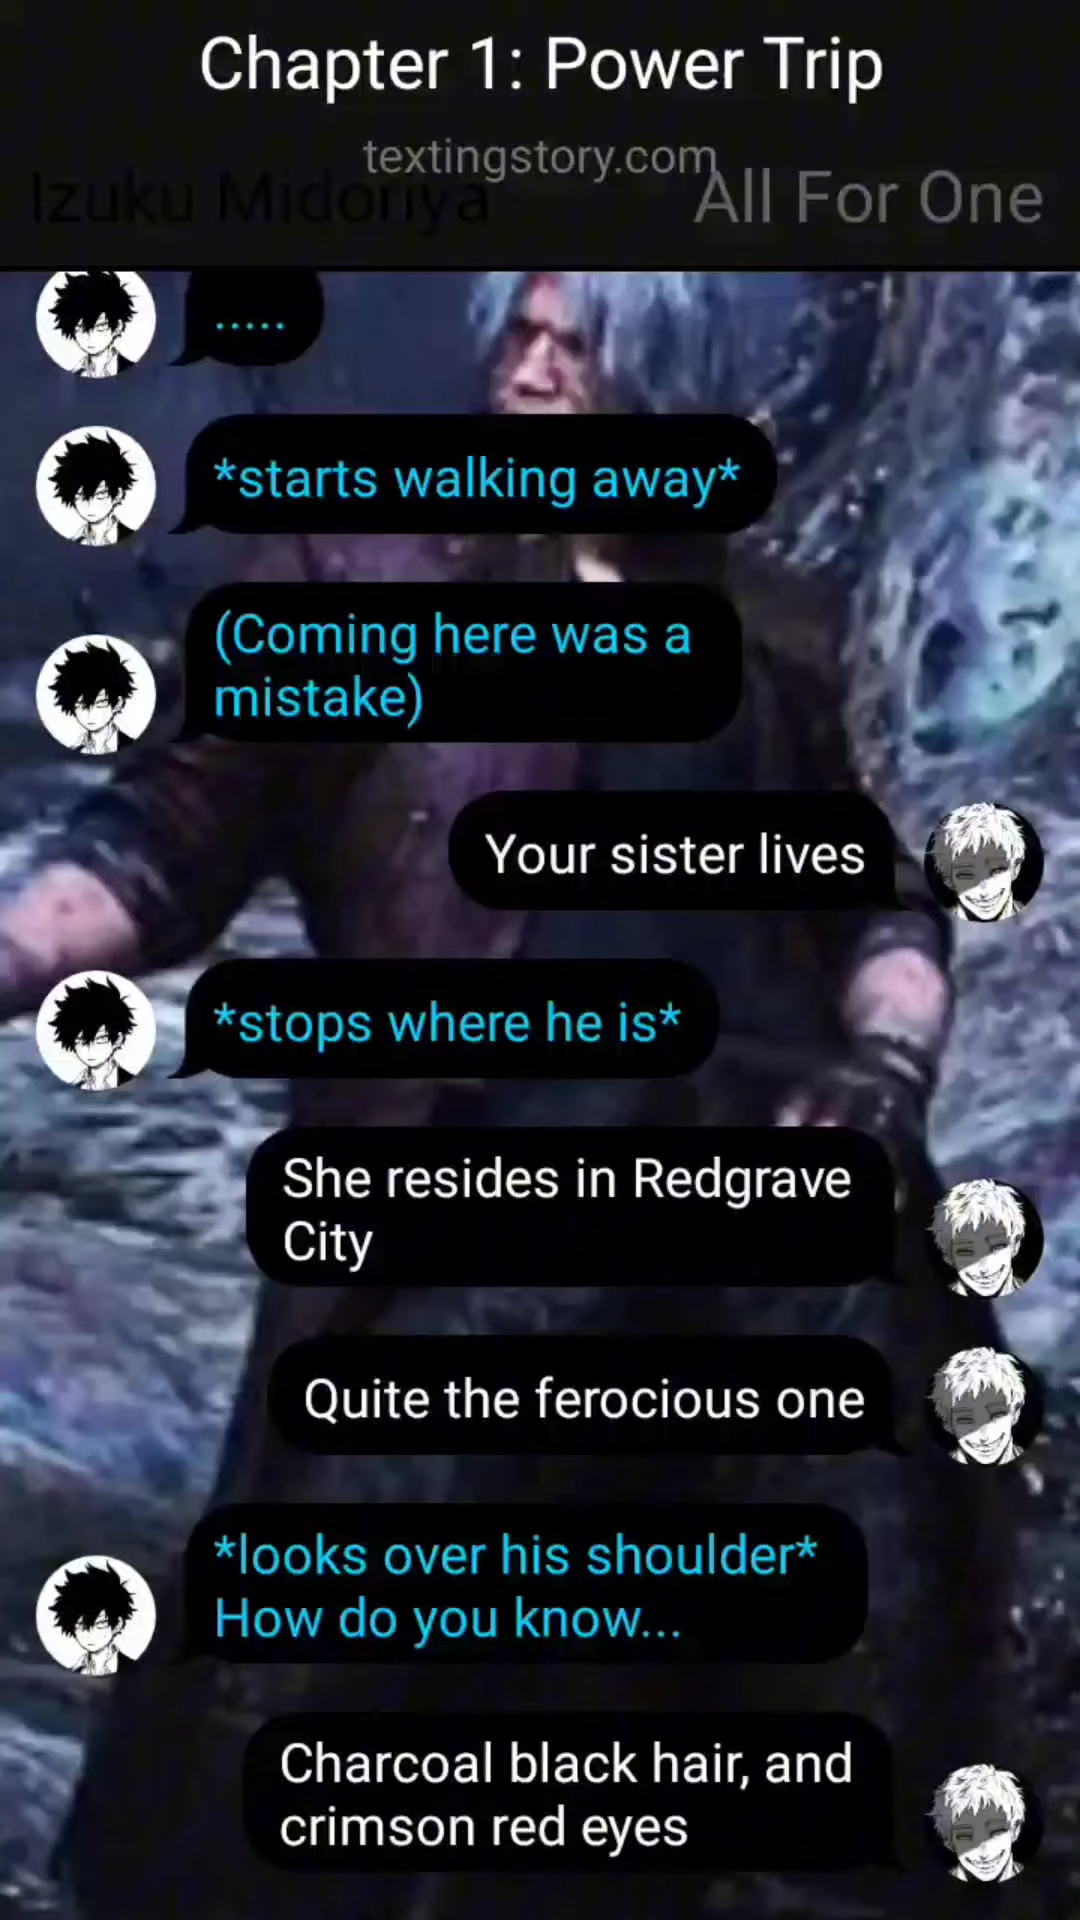 Chapter 1: Power Trip
textingstory.com
Izuku Midoriya
All For One
.....
*starts walking away*
(Coming here was a
mistake)
Your sister lives
*stops where he is*
She resides in Redgrave
City
Quite the ferocious one
*looks over his shoulder*
How do you know...
Charcoal black hair, and
crimson red eyes